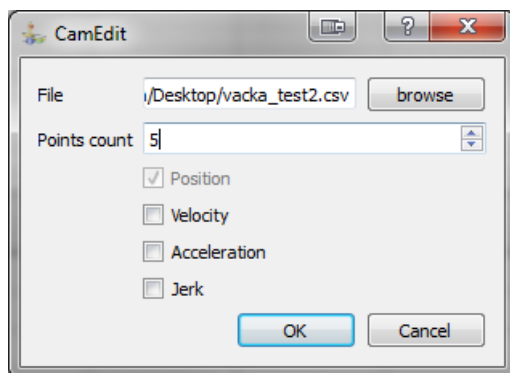 CamEdit
File /Desktop/vacka_test2.csv browse
Points count 5
Position
Velocity
Acceleration
Jerk
OK Cancel